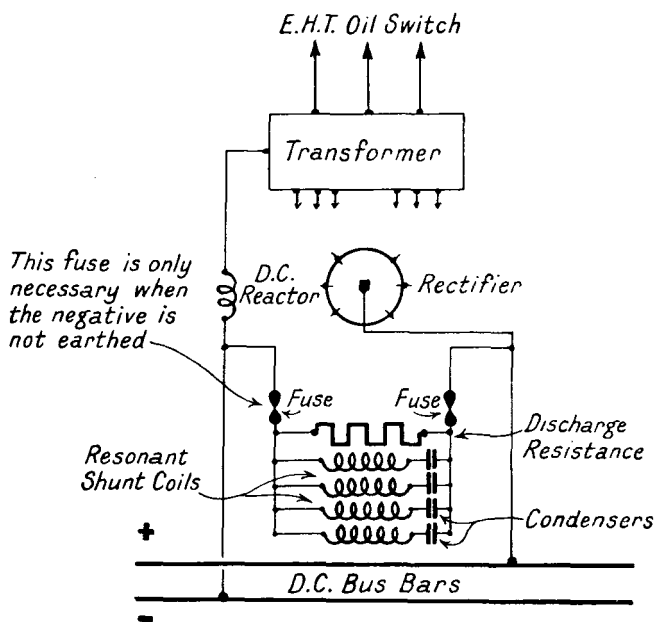 E.H.T. Oil Switch
Transformer
This fuse is only
necessary when
the negative is
not earthed
D.C.
Reactor
Rectifier
Fuse
Fuse
Discharge
Resistance
Resonant
Shunt Coils
Condensers
+
D.C. Bus Bars
-